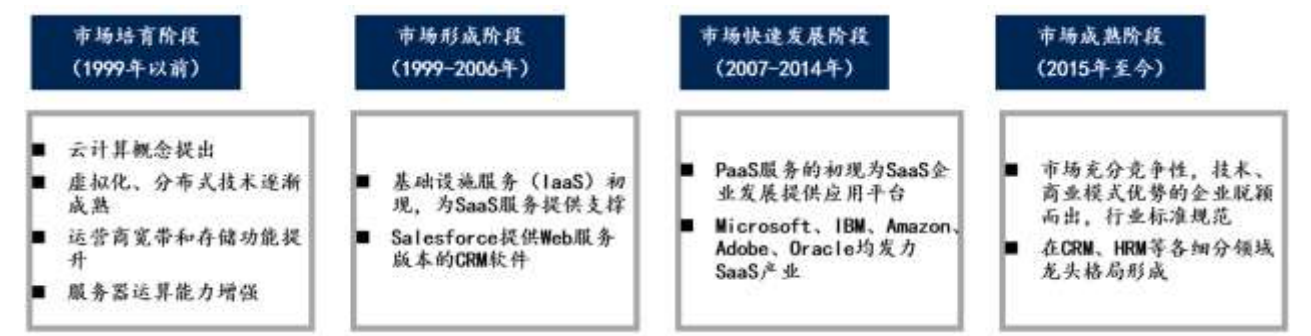 市场培育阶段
（1999年以前）
■ 云计算概念提出
■ 虚拟化、分布式技术逐渐
成熟
■ 运营商宽带和存储功能提
升
■ 服务器运算能力增强
市场形成阶段
（1999-2006年）
■ 基础设施服务（IaaS）初
现，为SaaS服务提供支撑
■ Salesforce提供Web服务
版本的CRM软件
市场快速发展阶段
（2007-2014年）
■ PaaS服务的初现为SaaS企
业发展提供应用平台
■ Microsoft、IBM、Amazon、
Adobe、Oracle均发力
SaaS产业
市场成熟阶段
（2015年至今）
■ 市场充分竞争性，技术、
商业模式优势的企业脱颖
而出，行业标准规范
■ 在CRM、HRM等各细分领域
龙头格局形成